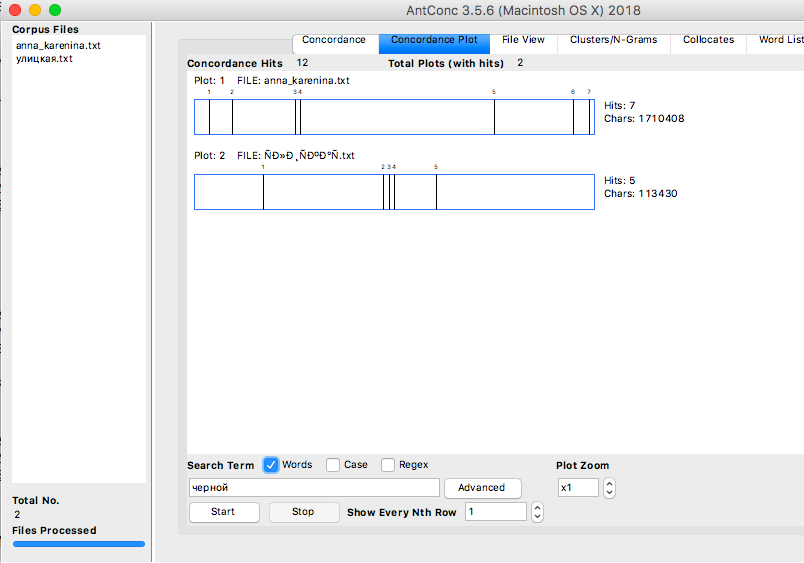 AntConc 3.5.6 (Macintosh OS X) 2018
Corpus Files
anna_karenina.txt
улицкая.txt
Concordance Concordance Plot File View Clusters/N-Grams Collocates Word List
Concordance Hits 12 Total Plots (with hits) 2
Plot: 1 FILE: anna_karenina.txt
1 2 3 4 5 6 7
Hits: 7
Chars: 1710408
Plot: 2 FILE: ÑÐ»Ð¸ÑÐºÐ°Ñ.txt
1 2 3 4 5
Hits: 5
Chars: 113430
Search Term Words Case Regex Plot Zoom
черной Advanced x1
Start Stop Show Every Nth Row 1
Total No.
2
Files Processed